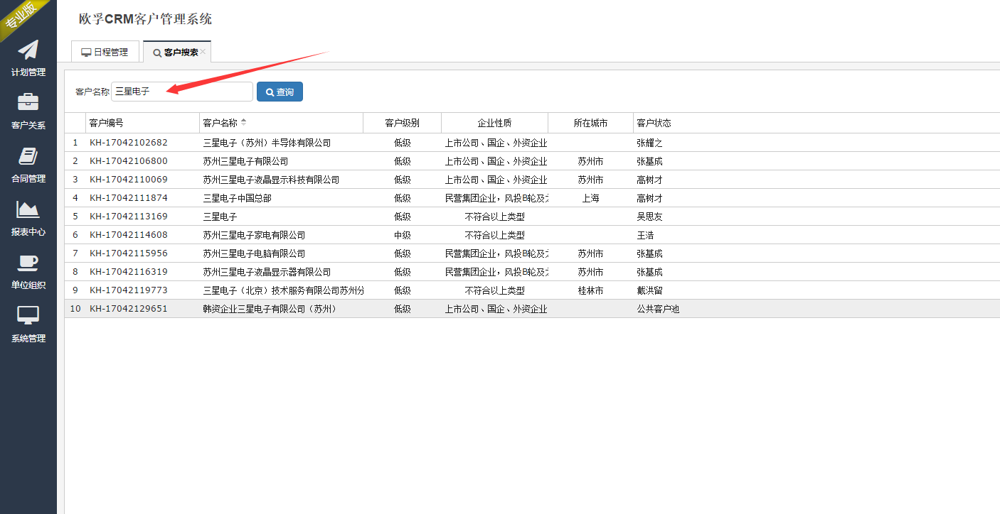 专业版
欧孚CRM客户管理系统
日程管理 客户搜索
计划管理
客户关系
合同管理
报表中心
单位组织
系统管理
客户名称 三星电子 查询
客户编号 客户名称 客户级别 企业性质 所在城市 客户状态
1 KH-17042102682 三星电子（苏州）半导体有限公司 低级 上市公司、国企、外资企业 张耀之
2 KH-17042106800 苏州三星电子有限公司 低级 上市公司、国企、外资企业 苏州市 张基成
3 KH-17042110069 苏州三星电子液晶显示科技有限公司 低级 上市公司、国企、外资企业 苏州市 高树才
4 KH-17042111874 三星电子中国总部 低级 民营集团企业，风投B轮及 上海 高树才
5 KH-17042113169 三星电子 低级 不符合以上类型 吴思友
6 KH-17042114608 苏州三星电子家电有限公司 中级 不符合以上类型 王浩
7 KH-17042115956 苏州三星电子电脑有限公司 低级 民营集团企业，风投B轮及 苏州市 张基成
8 KH-17042116319 苏州三星电子液晶显示器有限公司 低级 民营集团企业，风投B轮及 苏州市 张基成
9 KH-17042119773 三星电子（北京）技术服务有限公司苏州分 低级 不符合以上类型 桂林市 戴洪留
10 KH-17042129651 韩资企业三星电子有限公司（苏州） 低级 上市公司、国企、外资企业 公共客户池